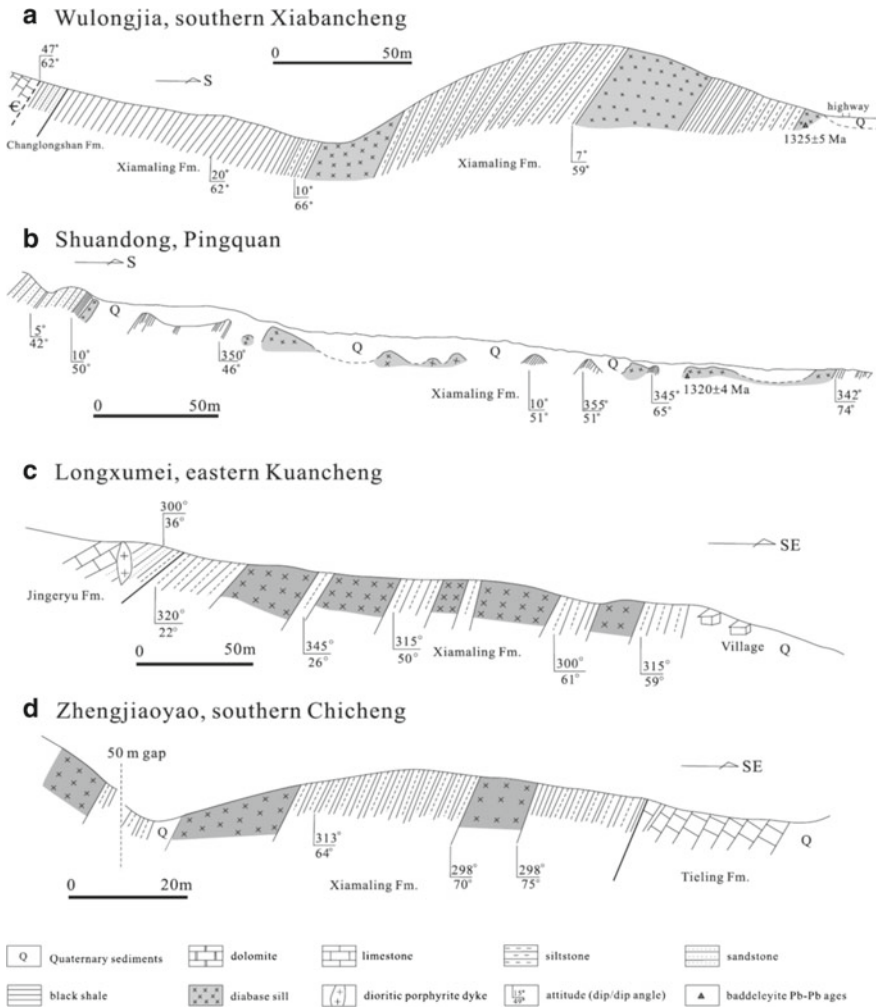 a Wulongjia, southern Xiabancheng
0 50m
47°
62°
S
Є
Changlongshan Fm.
Xiamaling Fm.
20°
62°
10°
66°
Xiamaling Fm.
7°
59°
highway
Q
1325±5 Ma
b Shuandong, Pingquan
S
Q
5°
42°
10°
50°
350°
46°
Q
Q
Q
0 50m
Xiamaling Fm.
10°
51°
355°
51°
345°
65°
1320±4 Ma
342°
74°
c Longxumei, eastern Kuancheng
300°
36°
SE
Jingeryu Fm.
320°
22°
0 50m
345°
26°
315°
50°
Xiamaling Fm.
300°
61°
315°
59°
Village Q
d Zhengjiaoyao, southern Chicheng
50 m gap
SE
Q
313°
64°
298°
70°
298°
75°
Q
0 20m
Xiamaling Fm.
Tieling Fm.
Q Quaternary sediments dolomite limestone siltstone sandstone
black shale diabase sill dioritic porphyrite dyke attitude (dip/dip angle) baddeleyite Pb-Pb ages